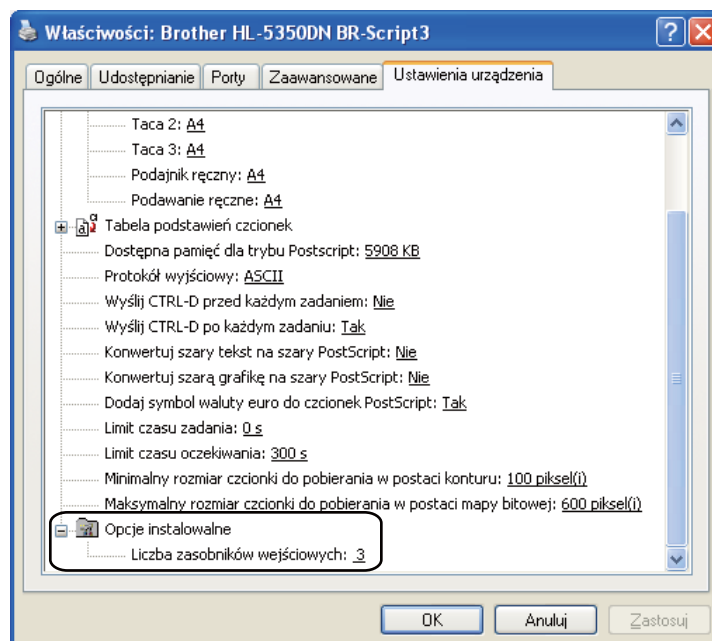 Właściwości: Brother HL-5350DN BR-Script3
Ogólne Udostępnianie Porty Zaawansowane Ustawienia urządzenia
Taca 2: A4
Taca 3: A4
Podajnik ręczny: A4
Podawanie ręczne: A4
Tabela podstawień czcionek
Dostępna pamięć dla trybu Postscript: 5908 KB
Protokół wyjściowy: ASCII
Wyślij CTRL-D przed każdym zadaniem: Nie
Wyślij CTRL-D po każdym zadaniu: Tak
Konwertuj szary tekst na szary PostScript: Nie
Konwertuj szarą grafikę na szary PostScript: Nie
Dodaj symbol waluty euro do czcionek PostScript: Tak
Limit czasu zadania: 0 s
Limit czasu oczekiwania: 300 s
Minimalny rozmiar czcionki do pobierania w postaci konturu: 100 piksel(i)
Maksymalny rozmiar czcionki do pobierania w postaci mapy bitowej: 600 piksel(i)
Opcje instalowalne
Liczba zasobników wejściowych: 3
OK Anuluj Zastosuj